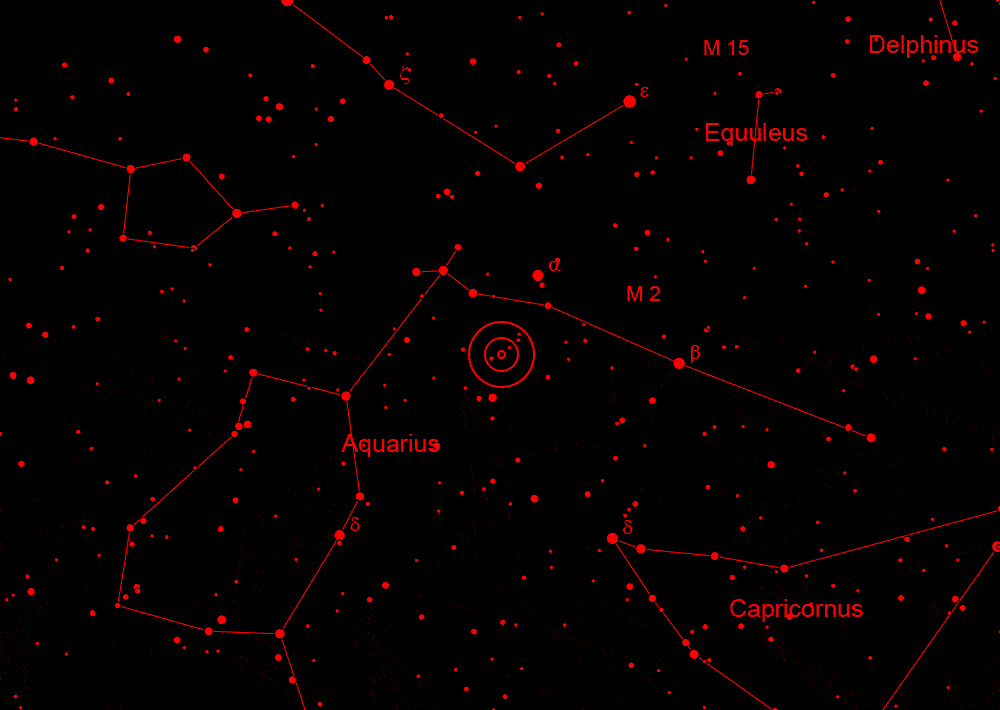 Delphinus
M 15
ζ
ε
Equuleus
α
M 2
β
Aquarius
δ
δ
Capricornus